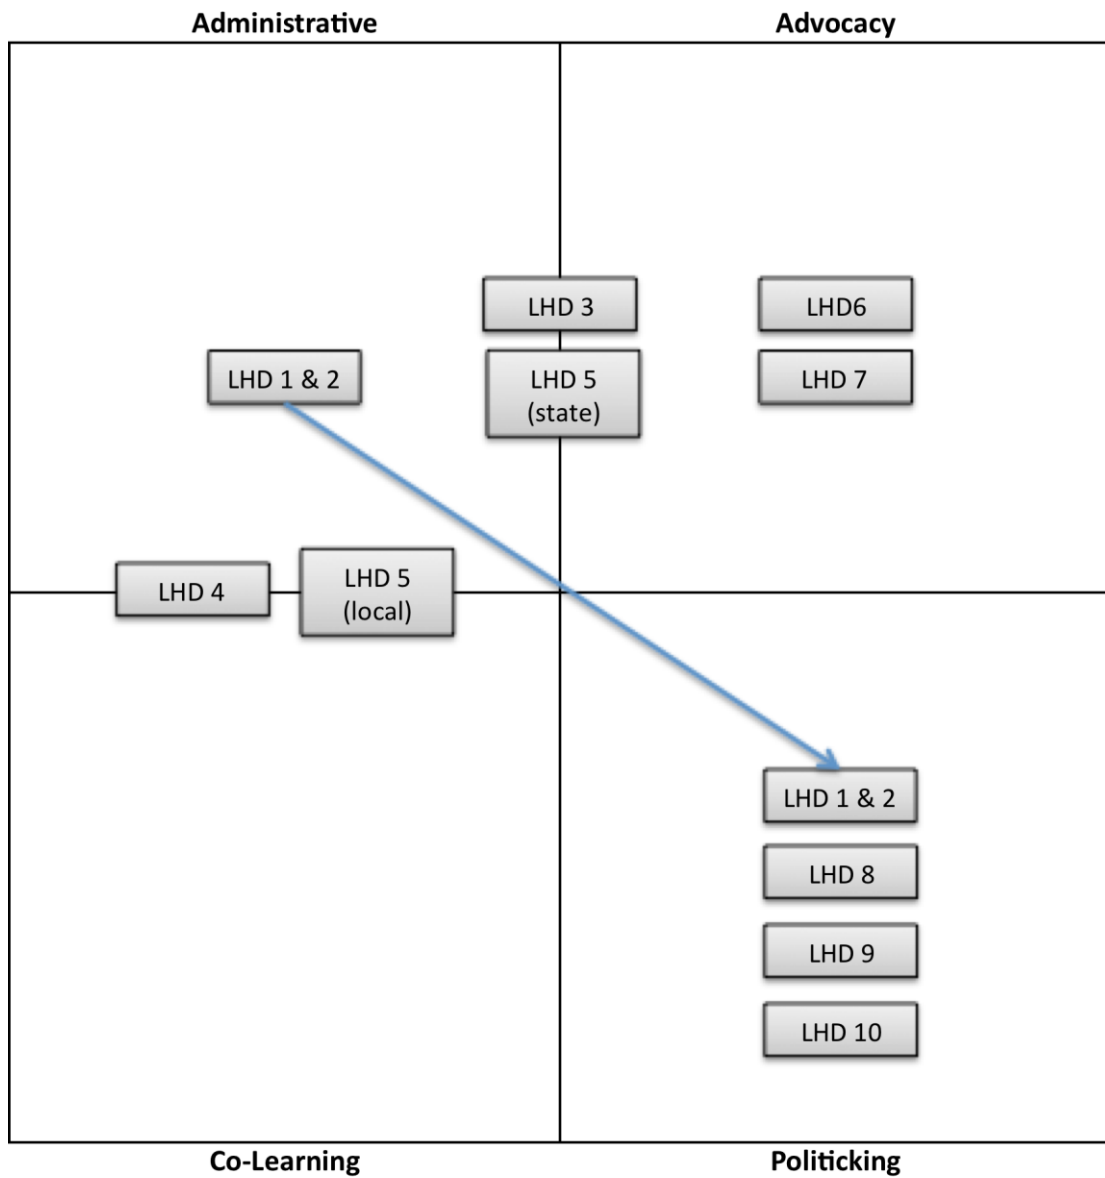 Administrative
Advocacy
LHD 3
LHD6
LHD 1 & 2
LHD 5
(state)
LHD 7
LHD 4
LHD 5
(local)
LHD 1 & 2
LHD 8
LHD 9
LHD 10
Co-Learning
Politicking